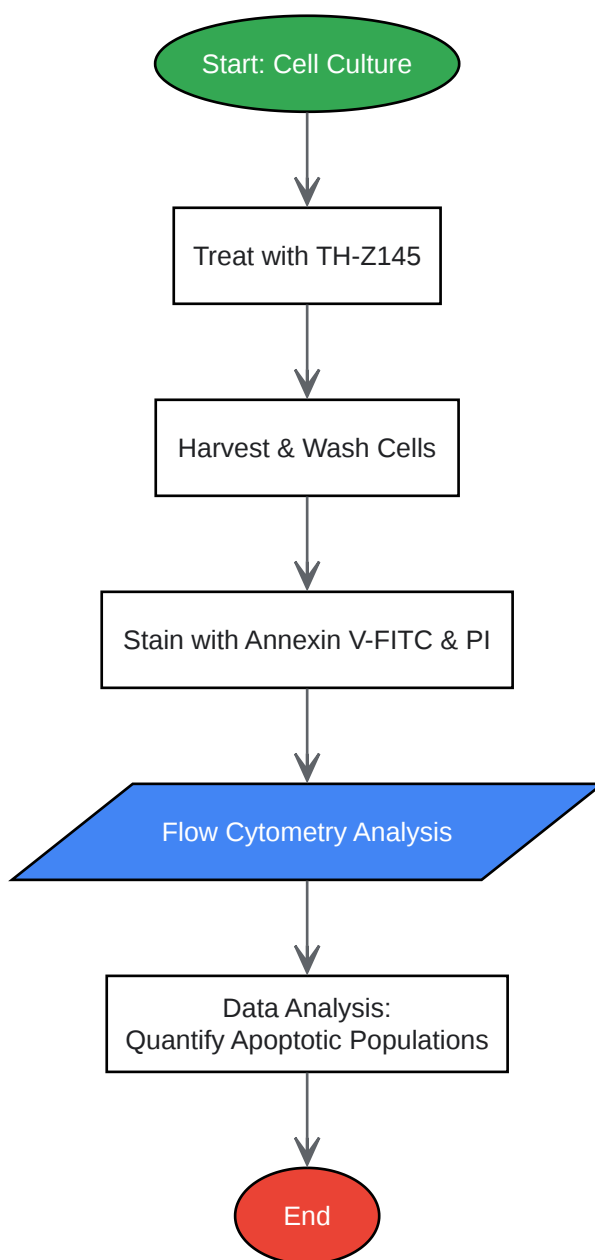 Start: Cell Culture
Treat with TH-Z145
Harvest & Wash Cells
Stain with Annexin V-FITC & PI
Flow Cytometry Analysis
Data Analysis:
Quantify Apoptotic Populations
End